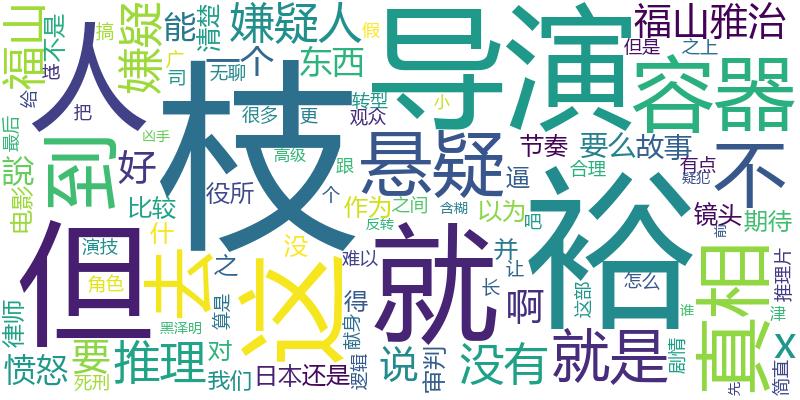 福山
嫌疑
能
清楚
嫌疑人
一个
东西
导演
福山雅治
但是
之上
容器
人
不是
搞
广
司
无聊
假
给
芭
把
枝
很多
更
转型
小
观众
最后
凶手
到
好
悬疑
节奏
要么
故事
不
高级
跟
合理
有点
疑犯
说
电影
役所
个
逼
裕
镜头
期待
比较
作为
之间
以为
反转
含糊
吧
前
但
演技
什
去
之
没
这
就
并
让
啊
长
这部
怎么
谁
津
真相
推理片
角色
难以
得
献身
律师
黑泽明
算是
愤怒
要
死刑
推理
对
我们
日本
还是
逻辑
说
审判
没有
就是
剧情
先
简直
X